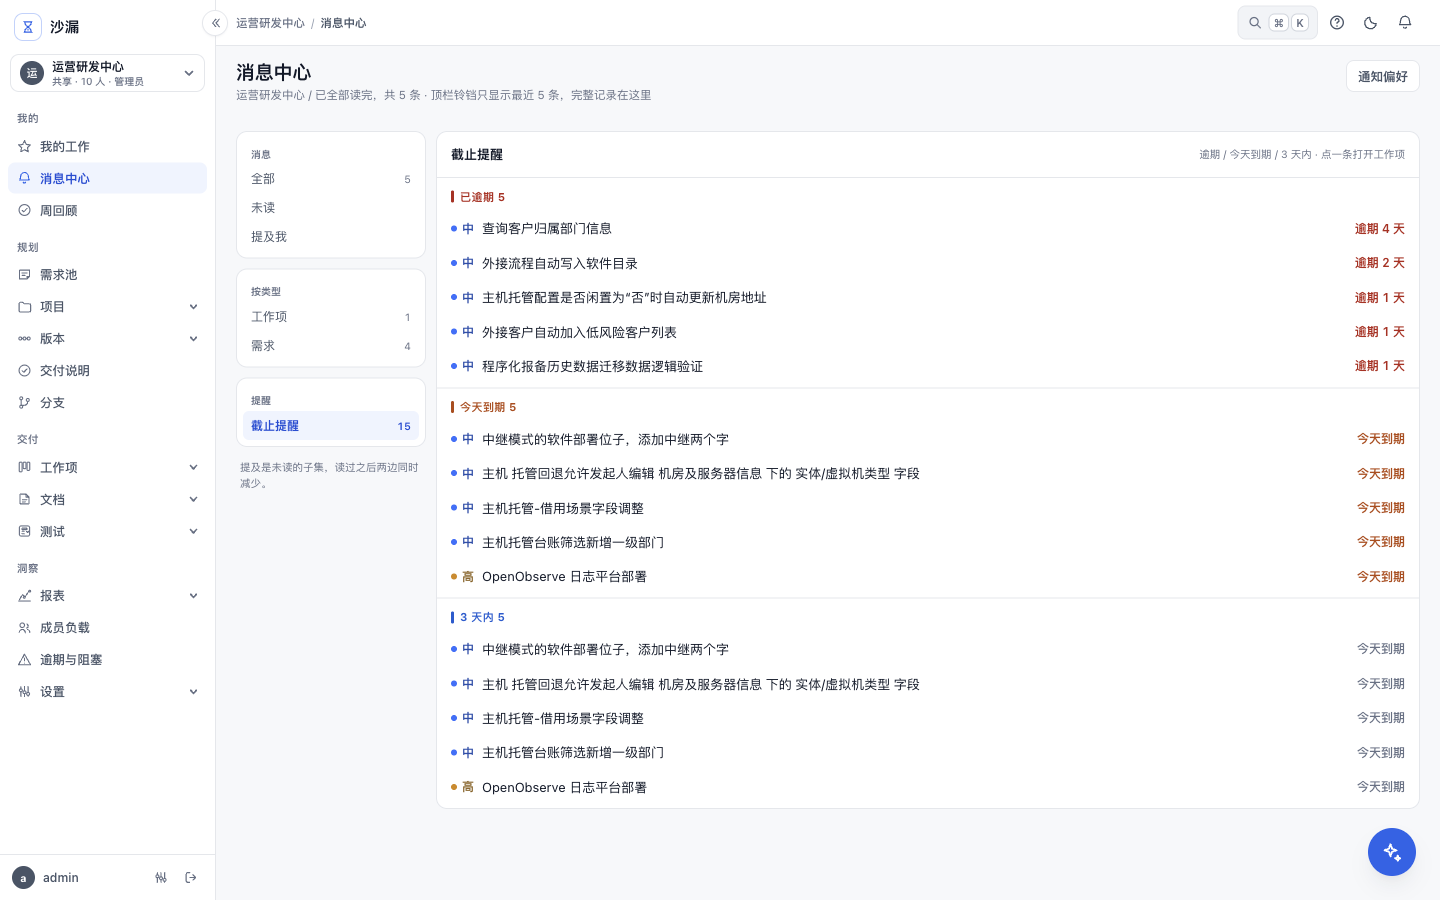 沙漏
运
运营研发中心
共享 · 10 人 · 管理员
我的
我的工作
消息中心
周回顾
规划
需求池
项目
版本
交付说明
分支
交付
工作项
文档
测试
洞察
报表
成员负载
逾期与阻塞
设置
a
admin
运营研发中心 / 消息中心
⌘ K
消息中心
运营研发中心 / 已全部读完，共 5 条 · 顶栏铃铛只显示最近 5 条，完整记录在这里
通知偏好
消息
全部 5
未读
提及我
按类型
工作项 1
需求 4
提醒
截止提醒 15
提及是未读的子集，读过之后两边同时
减少。
截止提醒
逾期 / 今天到期 / 3 天内 · 点一条打开工作项
已逾期 5
中 查询客户归属部门信息 逾期 4 天
中 外接流程自动写入软件目录 逾期 2 天
中 主机托管配置是否闲置为“否”时自动更新机房地址 逾期 1 天
中 外接客户自动加入低风险客户列表 逾期 1 天
中 程序化报备历史数据迁移数据逻辑验证 逾期 1 天
今天到期 5
中 中继模式的软件部署位子，添加中继两个字 今天到期
中 主机 托管回退允许发起人编辑 机房及服务器信息 下的 实体/虚拟机类型 字段 今天到期
中 主机托管-借用场景字段调整 今天到期
中 主机托管台账筛选新增一级部门 今天到期
高 OpenObserve 日志平台部署 今天到期
3 天内 5
中 中继模式的软件部署位子，添加中继两个字 今天到期
中 主机 托管回退允许发起人编辑 机房及服务器信息 下的 实体/虚拟机类型 字段 今天到期
中 主机托管-借用场景字段调整 今天到期
中 主机托管台账筛选新增一级部门 今天到期
高 OpenObserve 日志平台部署 今天到期